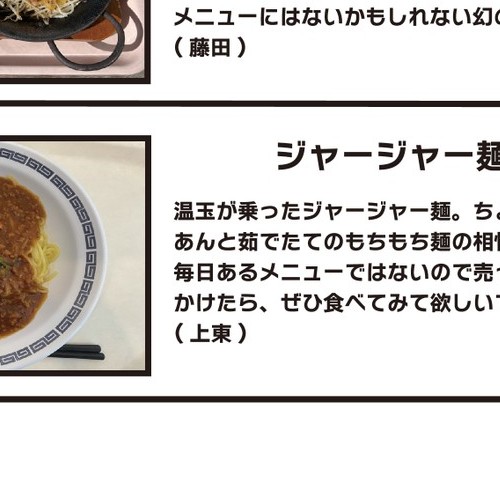 メニューにはないかもしれない幻の
（藤田）
ジャージャー麺
温玉が乗ったジャージャー麺。ちょ
あんと茹でたてのもちもち麺の相性
毎日あるメニューではないので売っ
かけたら、ぜひ食べてみて欲しい
（上東）